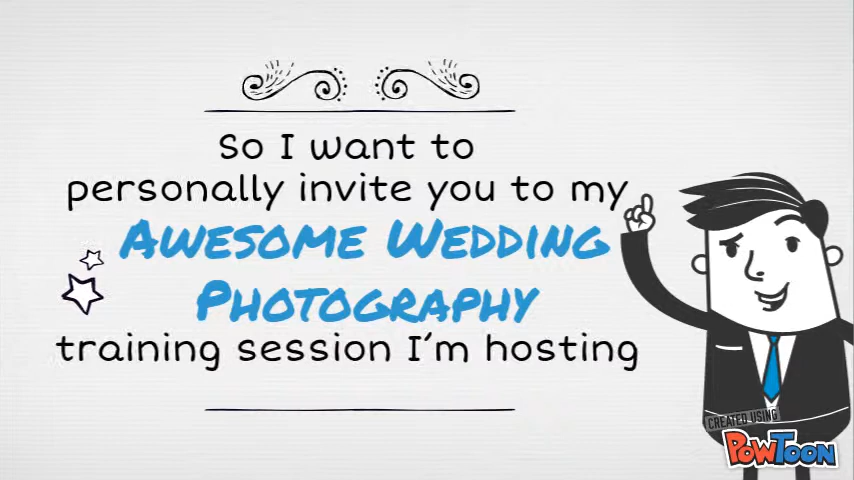 So I want to
personally invite you to my
AWESOME WEDDING
PHOTOGRAPHY
training session I'm hosting
CREATED USING
POWTOON